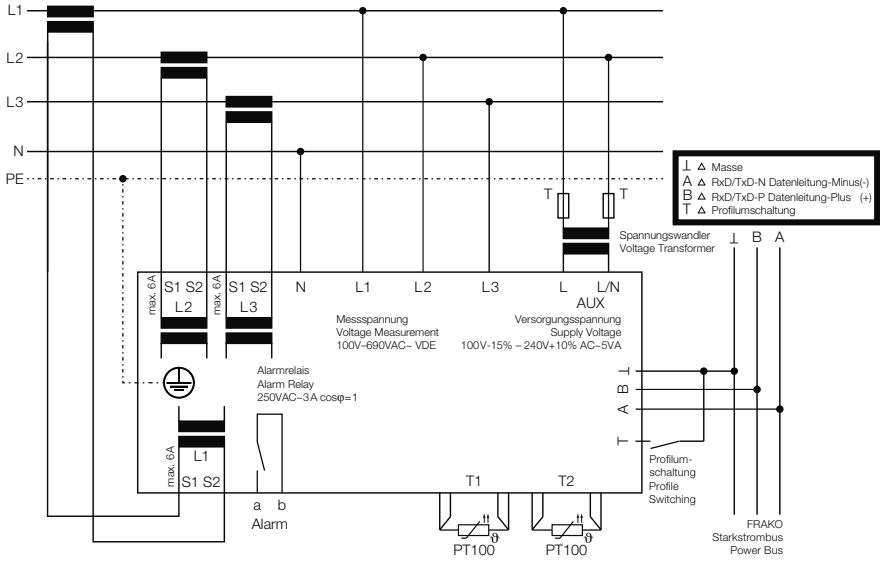 L1
L2
L3
N
PE
⊥ ≙ Masse
A ≙ RxD/TxD-N Datenleitung-Minus(-)
B ≙ RxD/TxD-P Datenleitung-Plus (+)
T ≙ Profilumschaltung
T T
Spannungswandler
Voltage Transformer
⊥ B A
max. 6A
S1 S2
L2
max. 6A
S1 S2
L3
N L1 L2 L3 L L/N
AUX
Messspannung
Voltage Measurement
100V–690VAC~ VDE
Versorgungsspannung
Supply Voltage
100V-15% – 240V+10% AC~5VA
Alarmrelais
Alarm Relay
250VAC~3A cosφ=1
⊥
B
A
T
max. 6A
L1
S1 S2
a b
Alarm
T1
T2
ϑ
PT100
ϑ
PT100
Profilum-
schaltung
Profile
Switching
FRAKO
Starkstrombus
Power Bus